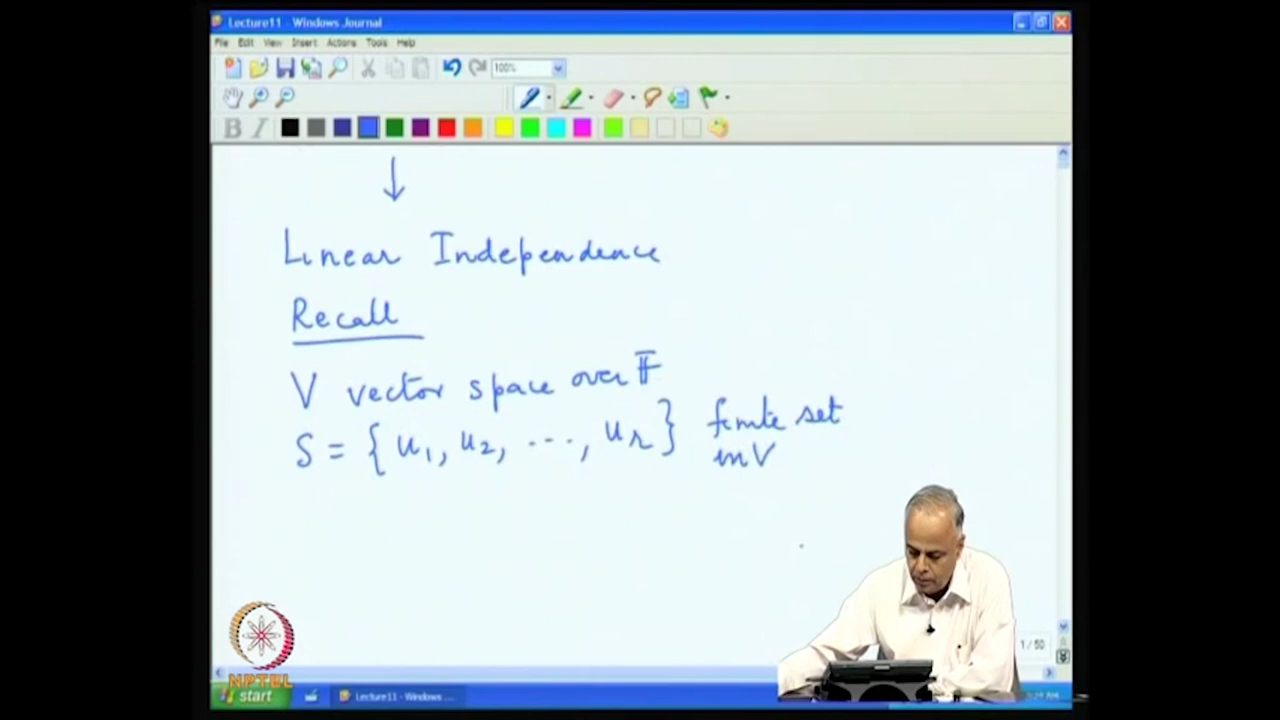 Lecture11 - Windows Journal
File Edit View Insert Actions Tools Help
100%
B I
↓
Linear Independence
Recall
V vector space over 𝔽
S = { u₁, u₂, ..., uᵣ } finite set
in V
1 / 50
NPTEL
start Lecture11 - Windows ...